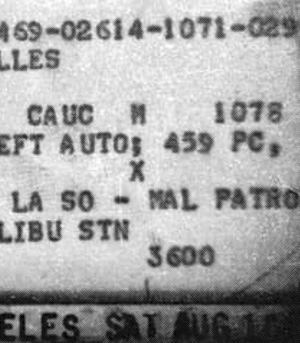 469-02614-1071-029
LLES
CAUC M 1078
EFT AUTO; 459 PC,
X
LA SO - MAL PATRO
LIBU STN
3600
ELES SAT AUG